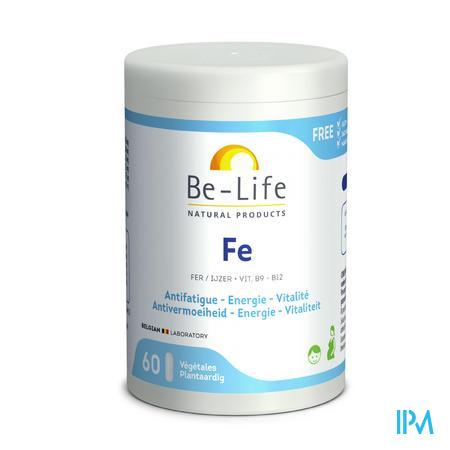 FREE
Be-Life
NATURAL PRODUCTS
Fe
FER / IJZER • VIT. B9 - B12
Antifatigue - Energie - Vitalité
Antivermoeiheid - Energie - Vitaliteit
BELGIAN LABORATORY
60 Végétales
Plantaardig
IPM